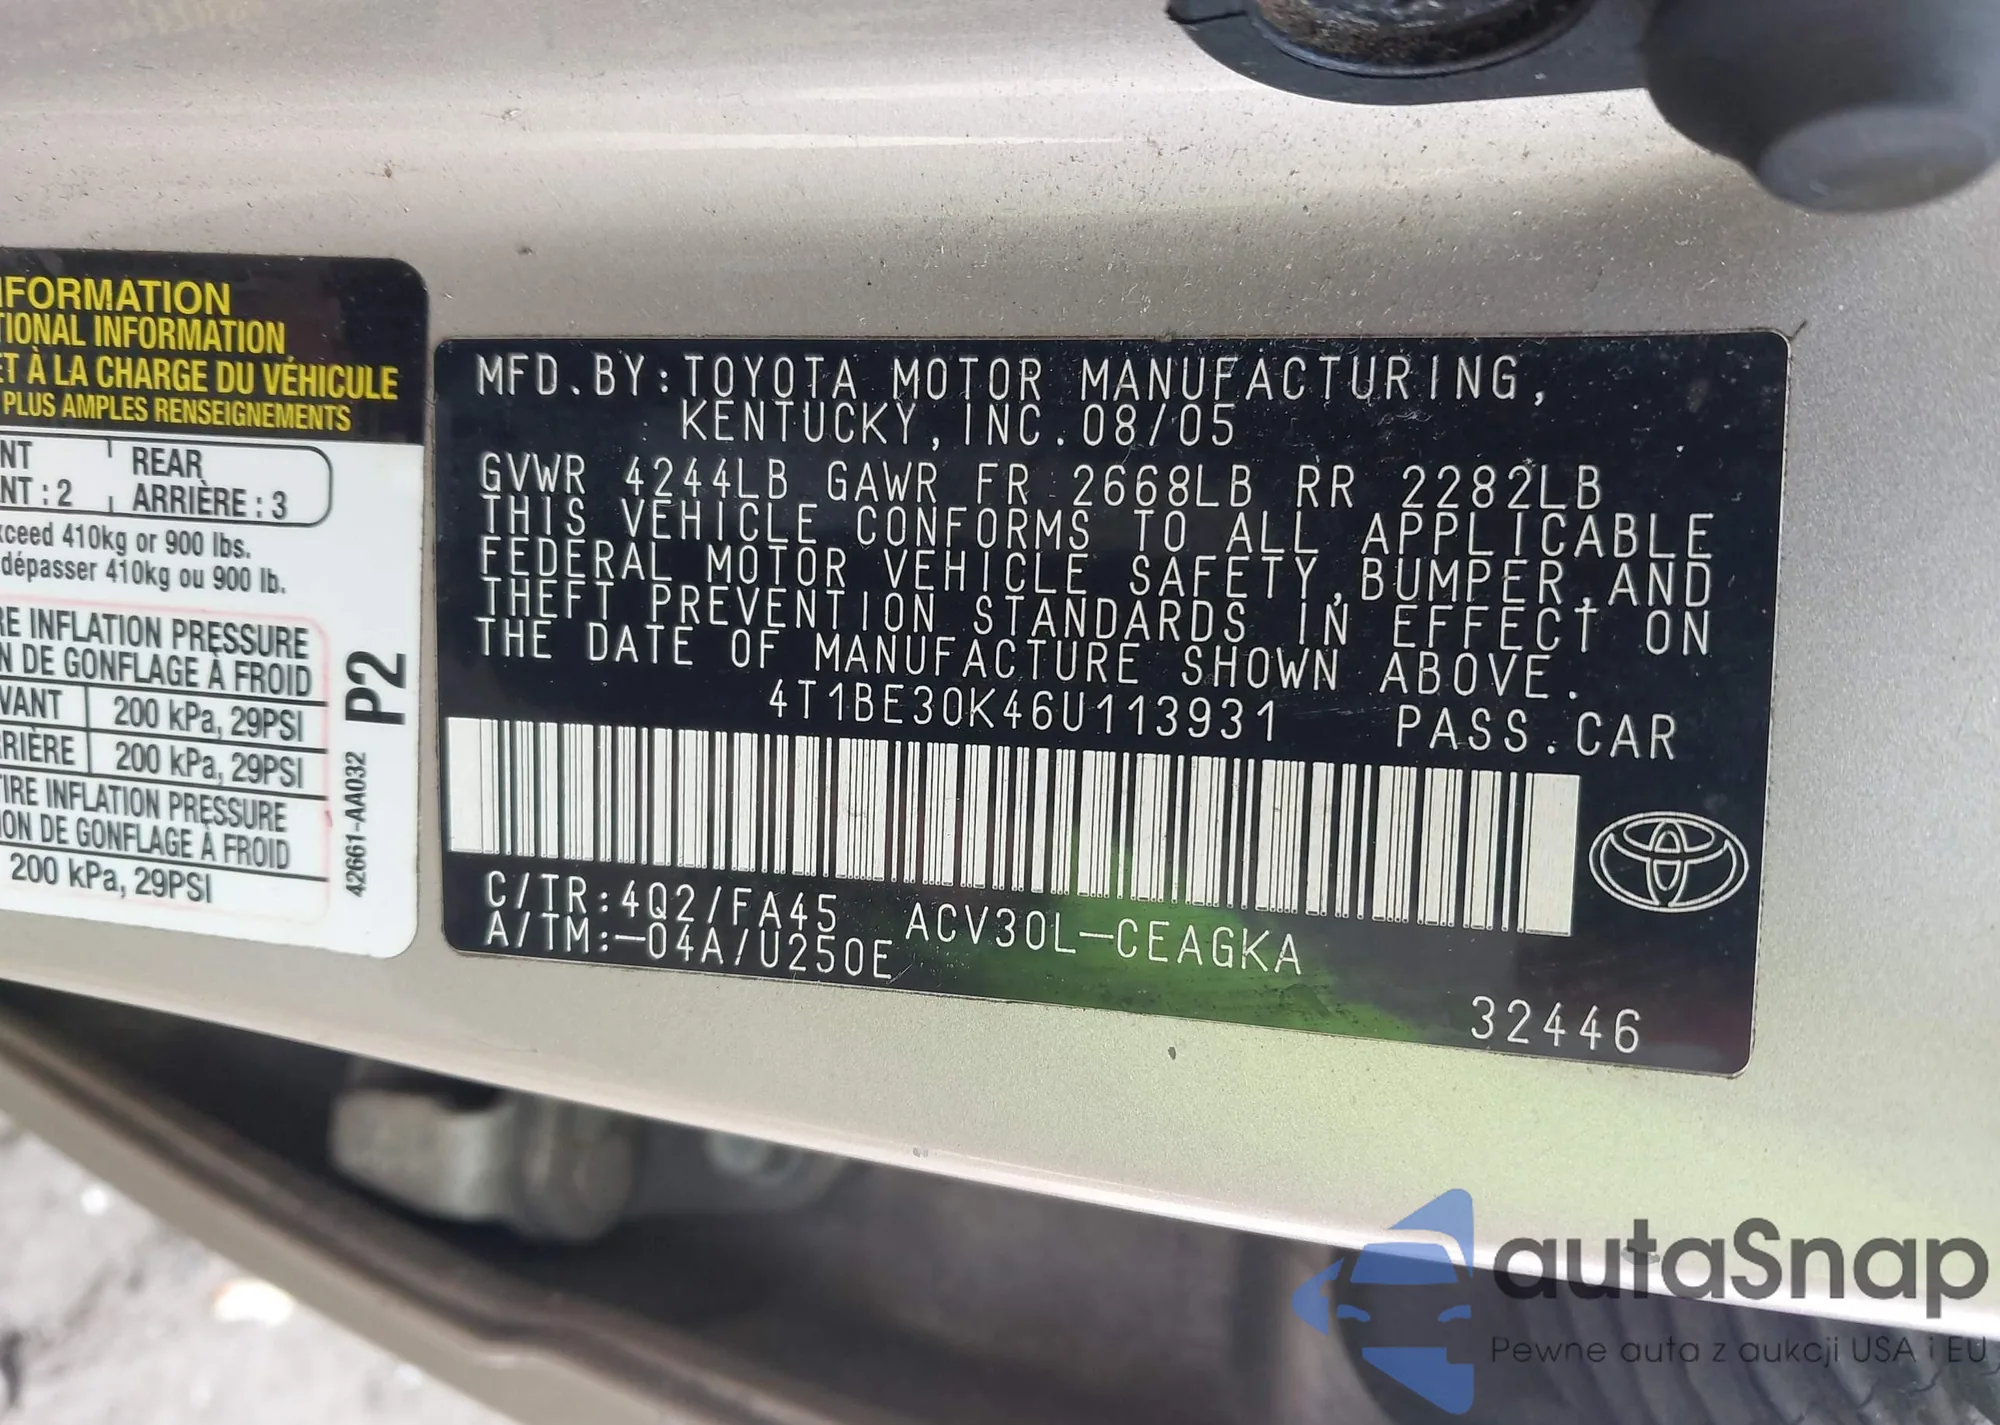 FORMATION
TIONAL INFORMATION
ET À LA CHARGE DU VÉHICULE
PLUS AMPLES RENSEIGNEMENTS
NT REAR
NT : 2 ARRIÈRE : 3
xceed 410kg or 900 lbs.
dépasser 410kg ou 900 lb.
RE INFLATION PRESSURE
N DE GONFLAGE À FROID
VANT 200 kPa, 29PSI
RIÈRE 200 kPa, 29PSI
TIRE INFLATION PRESSURE
ION DE GONFLAGE À FROID
200 kPa, 29PSI
P2
42661-AA032
MFD.BY:TOYOTA MOTOR MANUFACTURING,
KENTUCKY,INC.08/05
GVWR 4244LB GAWR FR 2668LB RR 2282LB
THIS VEHICLE CONFORMS TO ALL APPLICABLE
FEDERAL MOTOR VEHICLE SAFETY,BUMPER,AND
THEFT PREVENTION STANDARDS IN EFFECT ON
THE DATE OF MANUFACTURE SHOWN ABOVE.
4T1BE30K46U113931 PASS.CAR
C/TR:4Q2/FA45 ACV30L-CEAGKA
A/TM:-04A/U250E
32446
autaSnap
Pewne auta z aukcji USA i EU